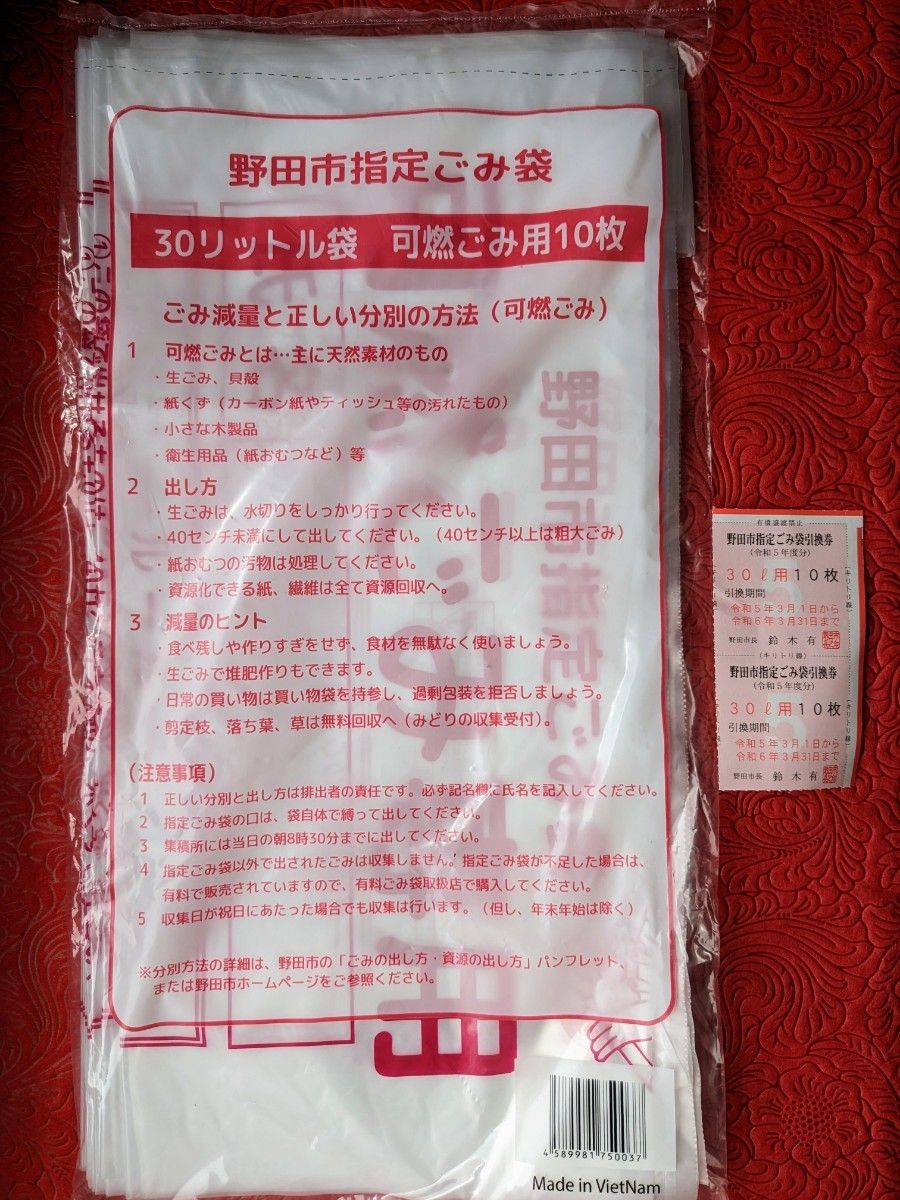 野田市指定ごみ袋
30リットル袋 可燃ごみ用10枚
ごみ減量と正しい分別の方法（可燃ごみ）
1 可燃ごみとは…主に天然素材のもの
・生ごみ、貝殻
・紙くず（カーボン紙やティッシュ等の汚れたもの）
・小さな木製品
・衛生用品（紙おむつなど）等
2 出し方
・生ごみは、水切りをしっかり行ってください。
・40センチ未満にして出してください。（40センチ以上は粗大ごみ）
・紙おむつの汚物は処理してください。
・資源化できる紙、繊維は全て資源回収へ。
3 減量のヒント
・食べ残しや作りすぎをせず、食材を無駄なく使いましょう。
・生ごみで堆肥作りもできます。
・日常の買い物は買い物袋を持参し、過剰包装を拒否しましょう。
・剪定枝、落ち葉、草は無料回収へ（みどりの収集受付）。
（注意事項）
1 正しい分別と出し方は排出者の責任です。必ず記名欄に氏名を記入してください。
2 指定ごみ袋の口は、袋自体で縛って出してください。
3 集積所には当日の朝8時30分までに出してください。
4 指定ごみ袋以外で出されたごみは収集しません。指定ごみ袋が不足した場合は、
有料で販売されていますので、有料ごみ袋取扱店で購入してください。
5 収集日が祝日にあたった場合でも収集は行います。（但し、年末年始は除く）
※分別方法の詳細は、野田市の「ごみの出し方・資源の出し方」パンフレット、
または野田市ホームページをご参照ください。
野田市指定ご
4 589981 750037
Made in VietNam
有償譲渡禁止
野田市指定ごみ袋引換券
（令和5年度分）
30ℓ用10枚
引換期間
令和5年3月1日から
令和6年3月31日まで
野田市長 鈴木有
（キリトリ線）
野田市指定ごみ袋引換券
（令和5年度分）
30ℓ用10枚
引換期間
令和5年3月1日から
令和6年3月31日まで
野田市長 鈴木有
（キリトリ線）